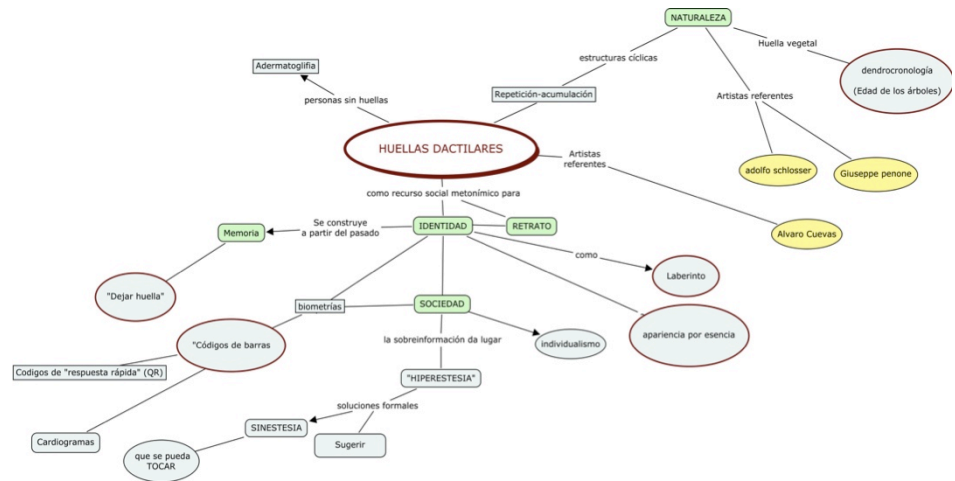 NATURALEZA
Huella vegetal
estructuras cíclicas
Adermatoglifia
dendrocronología
(Edad de los árboles)
personas sin huellas
Repetición-acumulación
Artistas referentes
HUELLAS DACTILARES
Artistas
referentes
adolfo schlosser
Giuseppe penone
como recurso social metonímico para
Se construye
a partir del pasado
Memoria
IDENTIDAD
RETRATO
Alvaro Cuevas
como
Laberinto
"Dejar huella"
biometrías
SOCIEDAD
apariencia por esencia
"Códigos de barras
la sobreinformación da lugar
individualismo
Codigos de "respuesta rápida" (QR)
"HIPERESTESIA"
soluciones formales
SINESTESIA
Cardiogramas
Sugerir
que se pueda
TOCAR